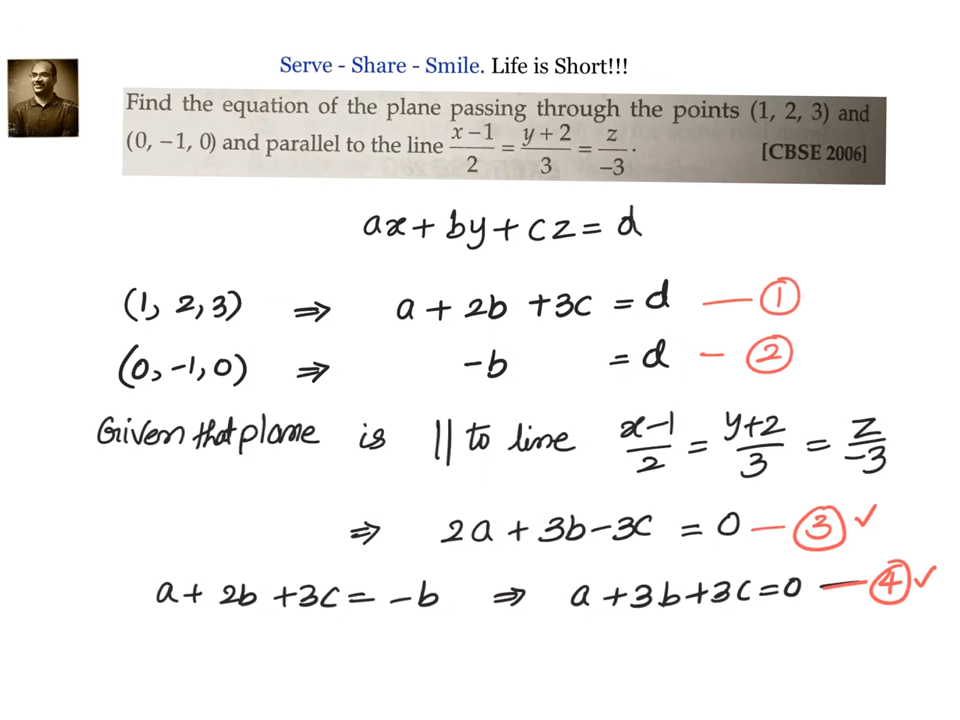 Serve - Share - Smile. Life is Short!!!
Find the equation of the plane passing through the points (1, 2, 3) and
(0, −1, 0) and parallel to the line (x − 1)/2 = (y + 2)/3 = z/−3 . [CBSE 2006]
ax + by + cz = d
(1, 2, 3) ⇒ a + 2b + 3c = d — ①
(0, -1, 0) ⇒ -b = d - ②
Given that plane is || to line (x-1)/2 = (y+2)/3 = z/-3
⇒ 2a + 3b - 3c = 0 — ③ ✓
a + 2b + 3c = -b ⇒ a + 3b + 3c = 0 — ④ ✓